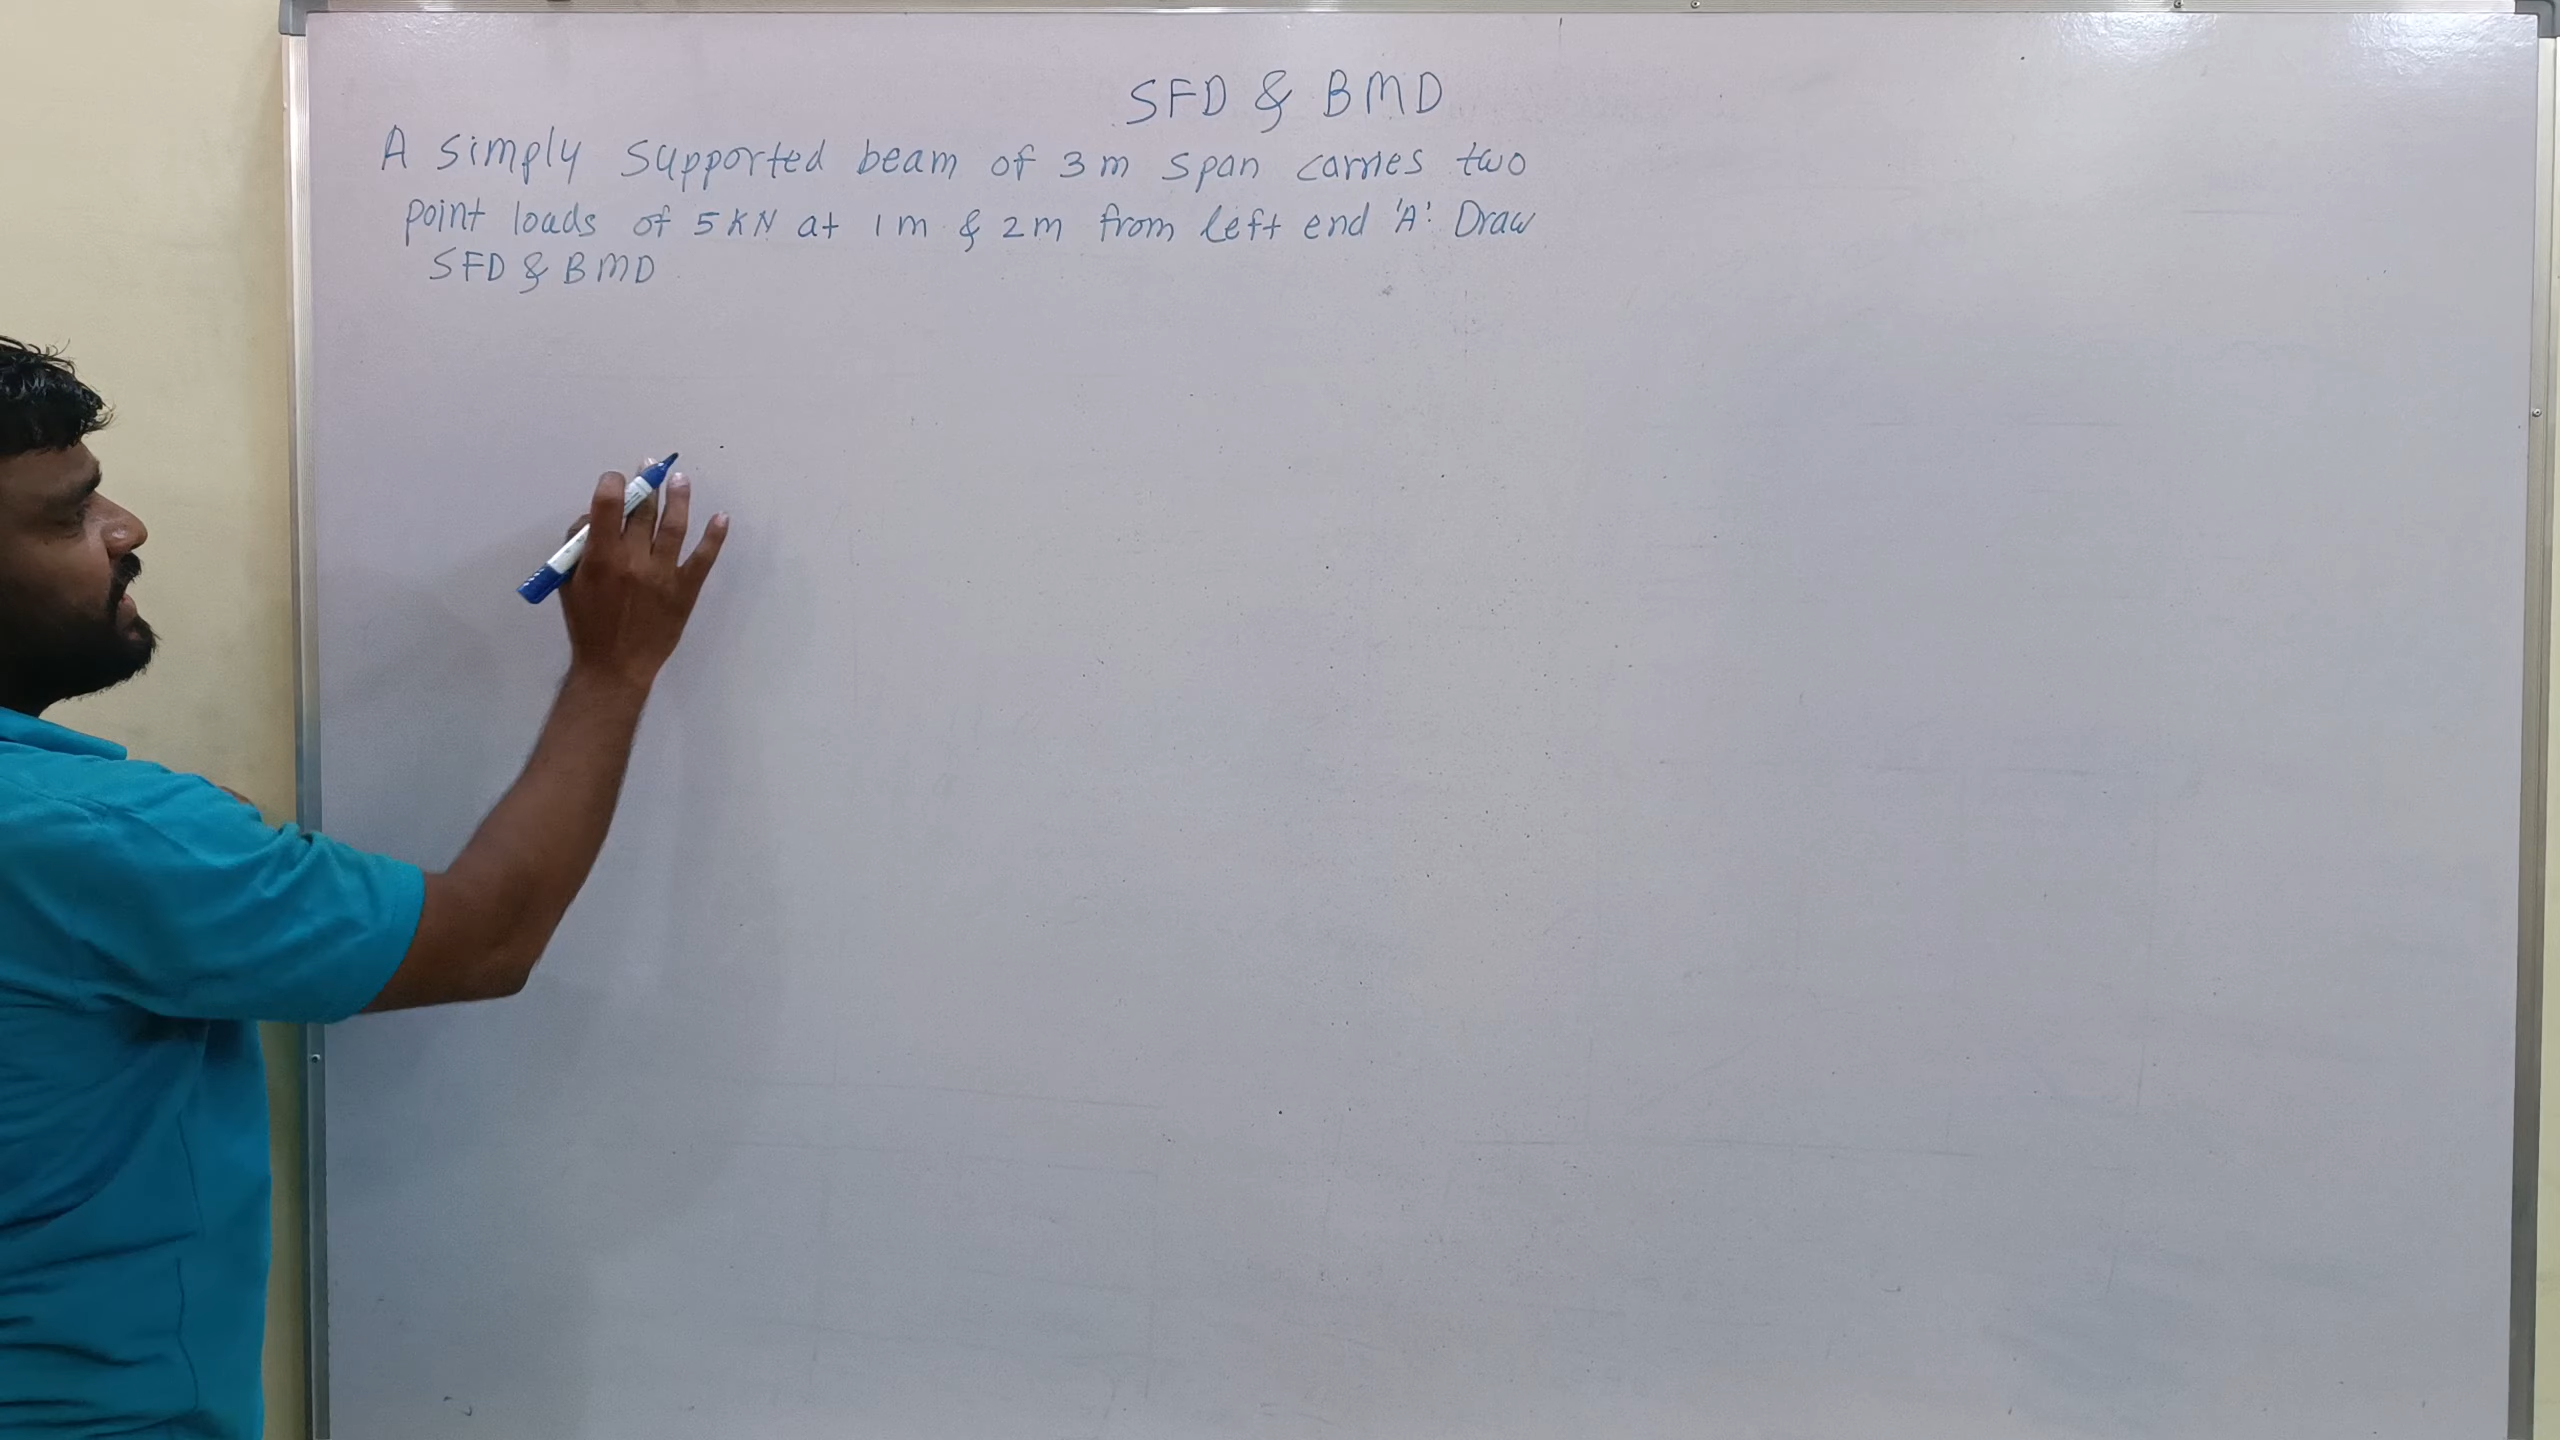 SFD & BMD
A simply supported beam of 3 m span carries two
point loads of 5 kN at 1 m & 2 m from left end 'A'. Draw
SFD & BMD